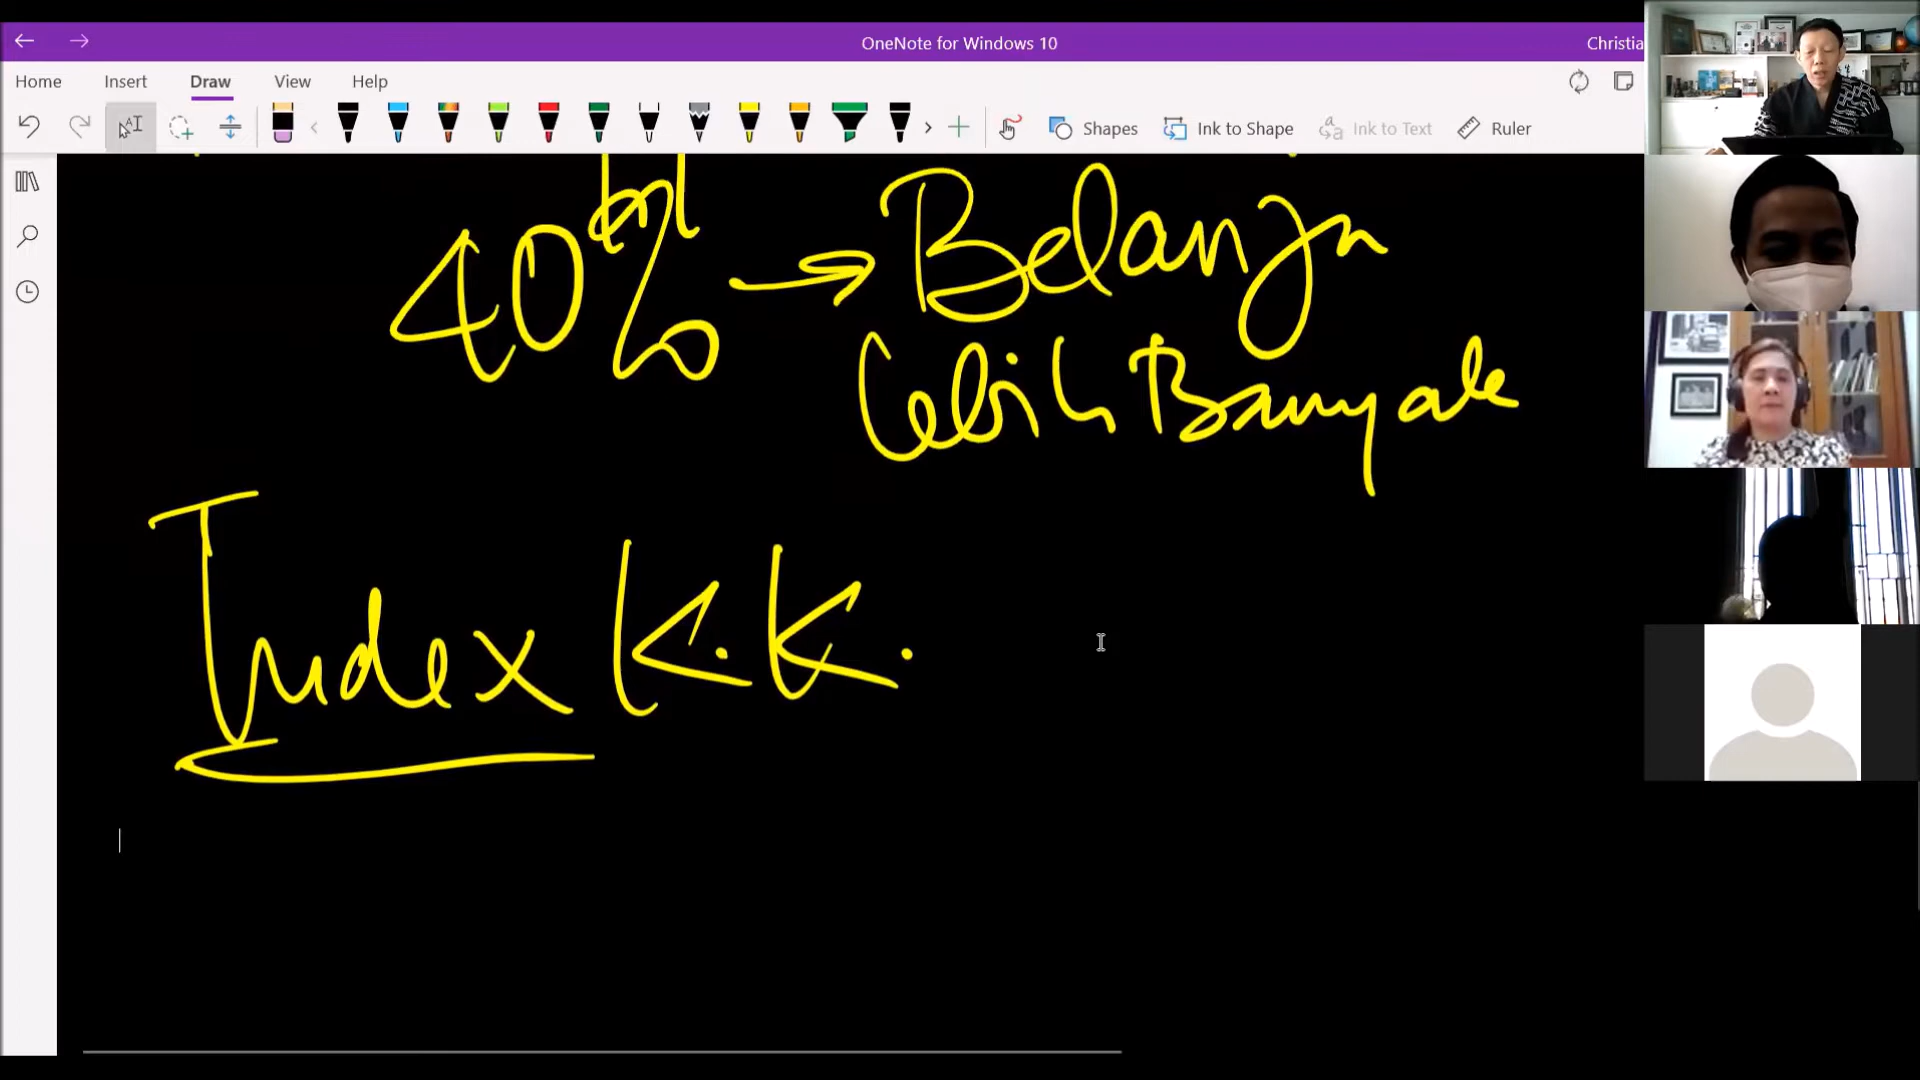 OneNote for Windows 10
Christia
Home Insert Draw View Help
Shapes Ink to Shape Ink to Text Ruler
40% → Belanja
lebih Banyak
Index K.K.